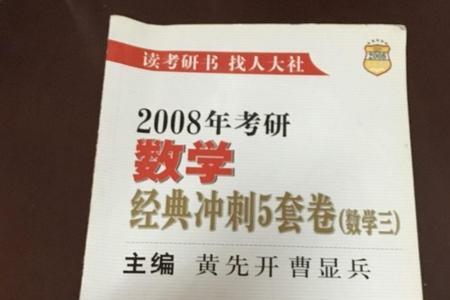 读考研书 找人大社
2008
2008年考研
数学
经典冲刺5套卷(数学三)
主编 黄先开 曹显兵